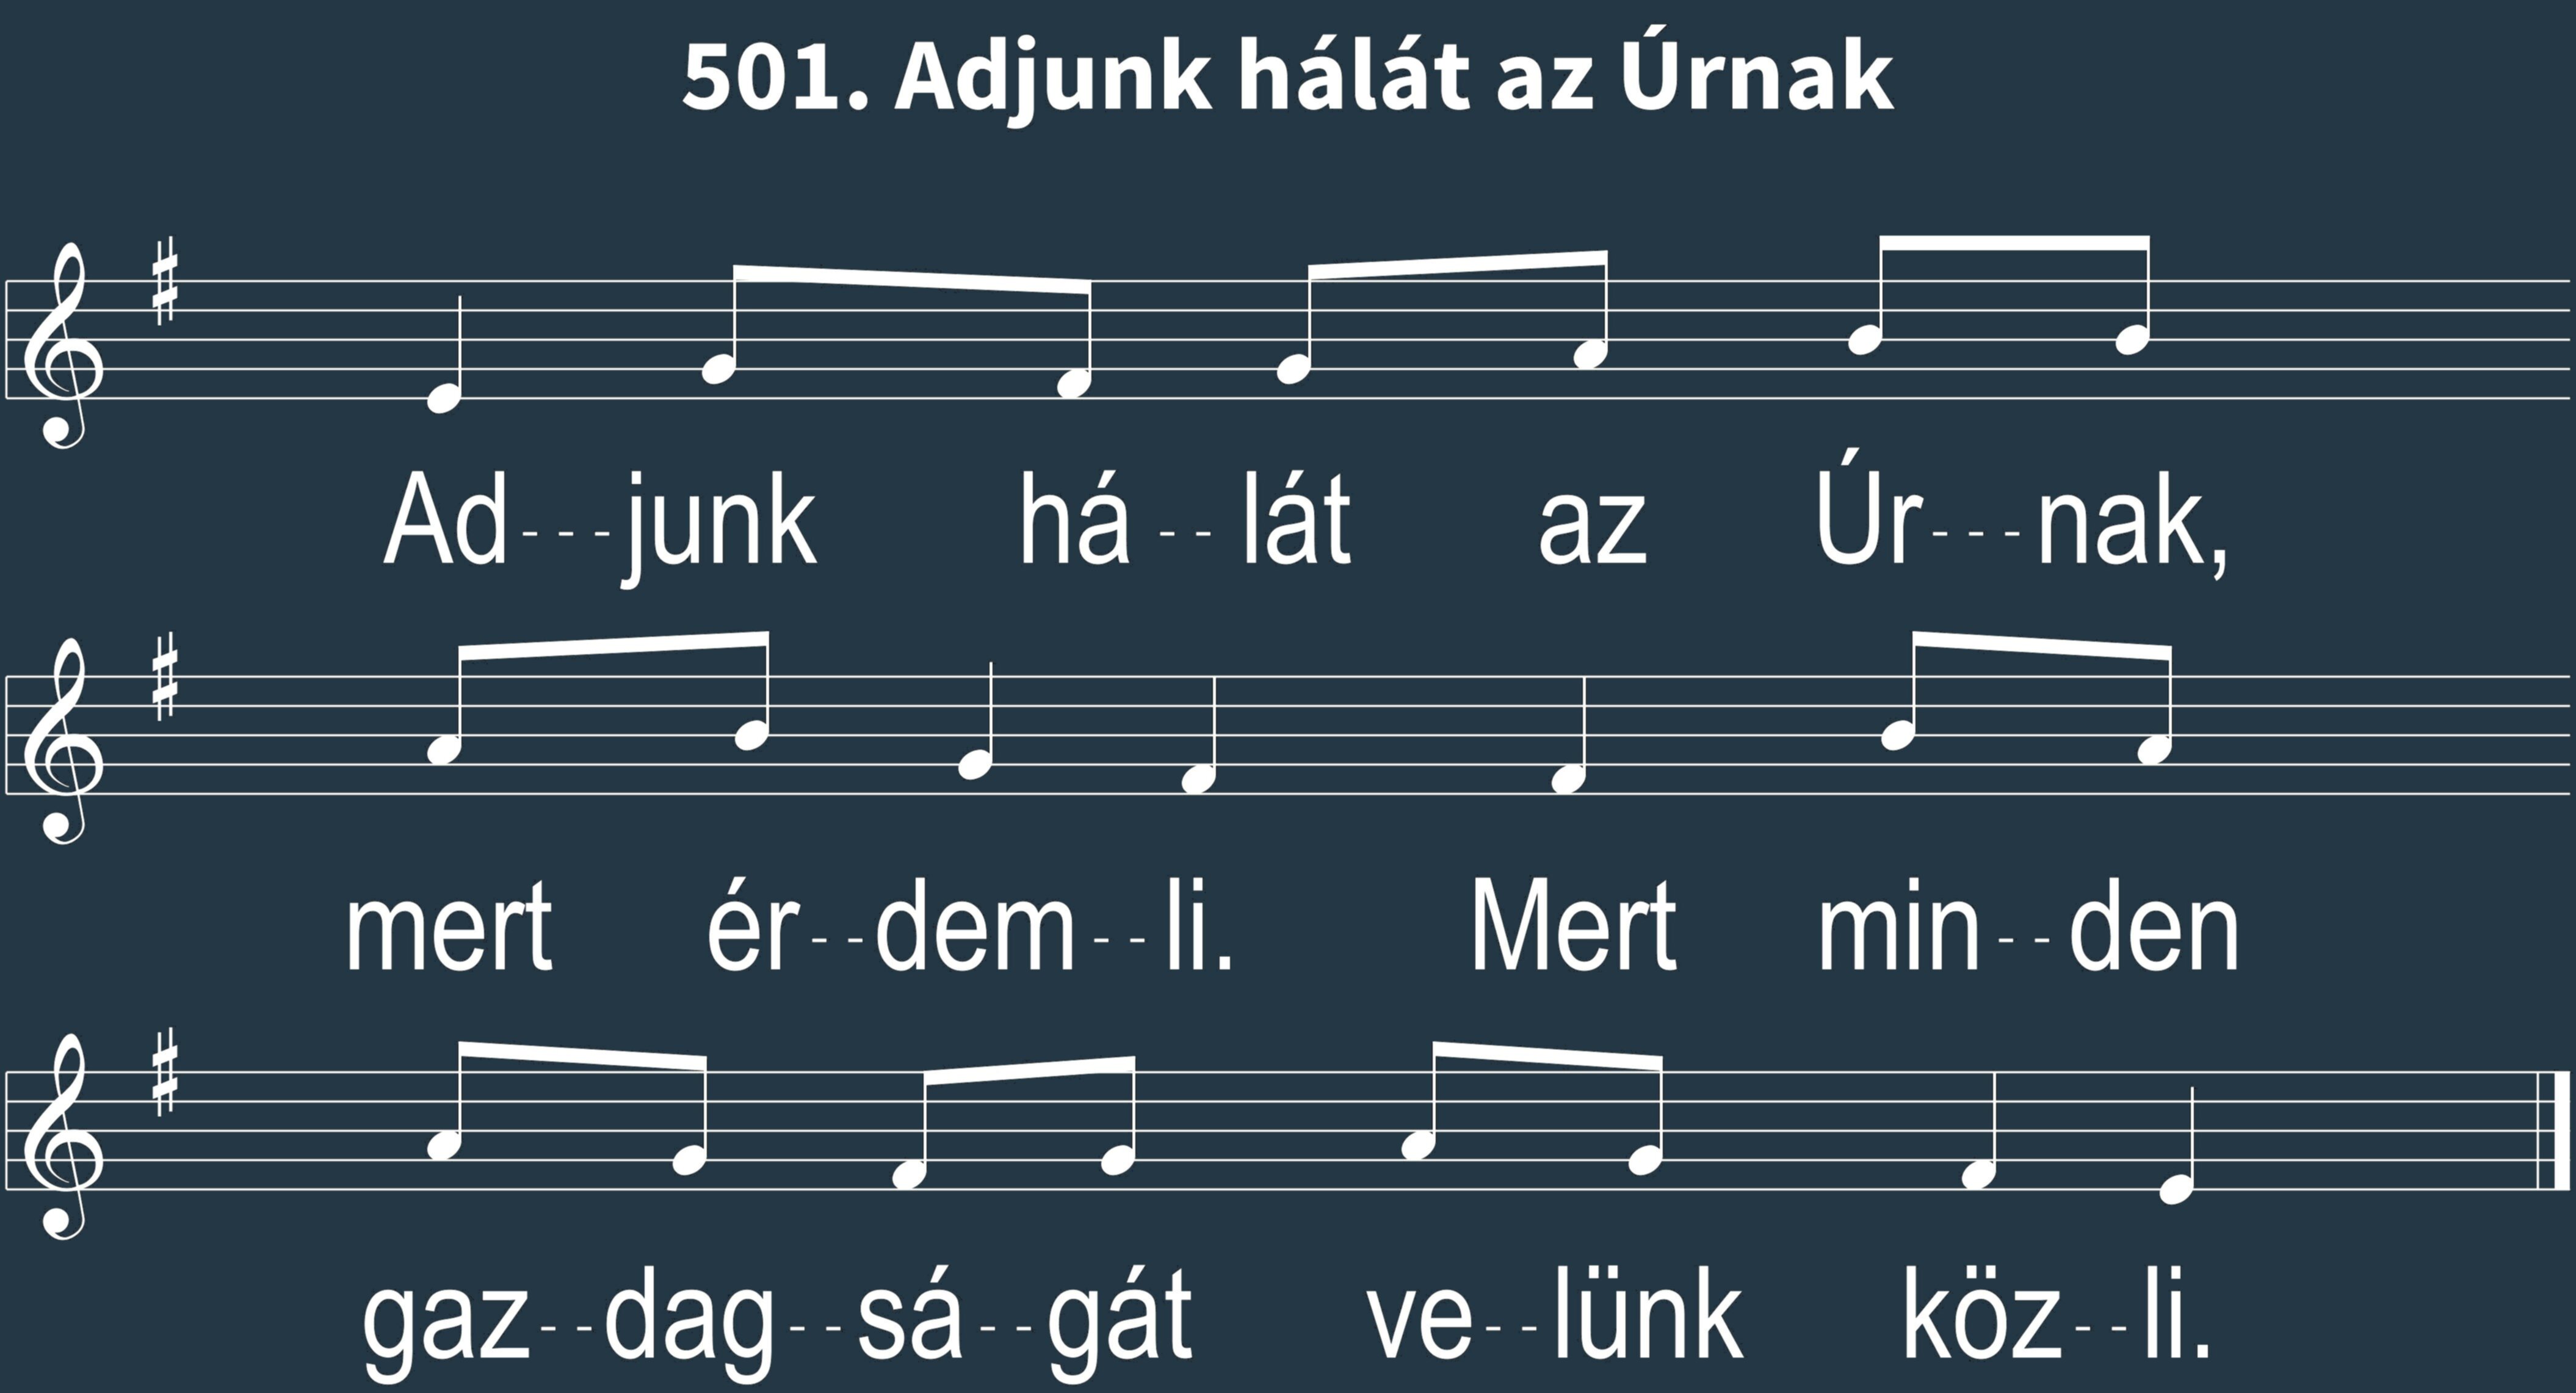 501. Adjunk hálát az Úrnak
Ad---junk há--lát az Úr---nak,
mert ér--dem--li. Mert min--den
gaz--dag--sá--gát ve--lünk köz--li.